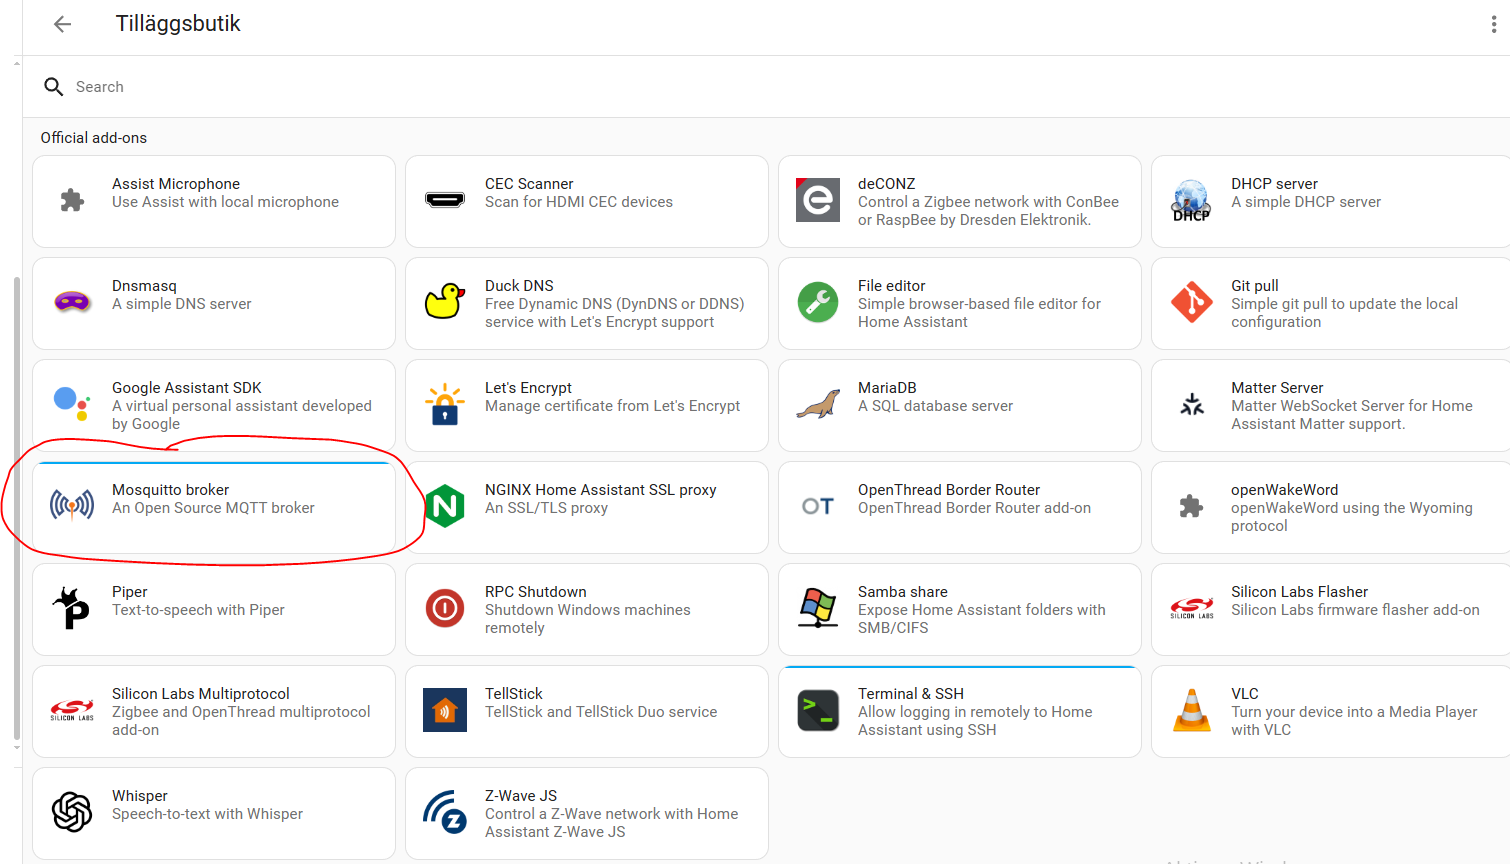 Tilläggsbutik
Search
Official add-ons
Assist Microphone
Use Assist with local microphone
CEC Scanner
Scan for HDMI CEC devices
deCONZ
Control a Zigbee network with ConBee
or RaspBee by Dresden Elektronik.
DHCP
DHCP server
A simple DHCP server
Dnsmasq
A simple DNS server
Duck DNS
Free Dynamic DNS (DynDNS or DDNS)
service with Let's Encrypt support
File editor
Simple browser-based file editor for
Home Assistant
Git pull
Simple git pull to update the local
configuration
Google Assistant SDK
A virtual personal assistant developed
by Google
Let's Encrypt
Manage certificate from Let's Encrypt
MariaDB
A SQL database server
Matter Server
Matter WebSocket Server for Home
Assistant Matter support.
Mosquitto broker
An Open Source MQTT broker
N
NGINX Home Assistant SSL proxy
An SSL/TLS proxy
OT
OpenThread Border Router
OpenThread Border Router add-on
openWakeWord
openWakeWord using the Wyoming
protocol
P
Piper
Text-to-speech with Piper
RPC Shutdown
Shutdown Windows machines
remotely
Samba share
Expose Home Assistant folders with
SMB/CIFS
SILICON LABS
Silicon Labs Flasher
Silicon Labs firmware flasher add-on
SILICON LABS
Silicon Labs Multiprotocol
Zigbee and OpenThread multiprotocol
add-on
TellStick
TellStick and TellStick Duo service
>_
Terminal & SSH
Allow logging in remotely to Home
Assistant using SSH
VLC
Turn your device into a Media Player
with VLC
Whisper
Speech-to-text with Whisper
Z
Z-Wave JS
Control a Z-Wave network with Home
Assistant Z-Wave JS